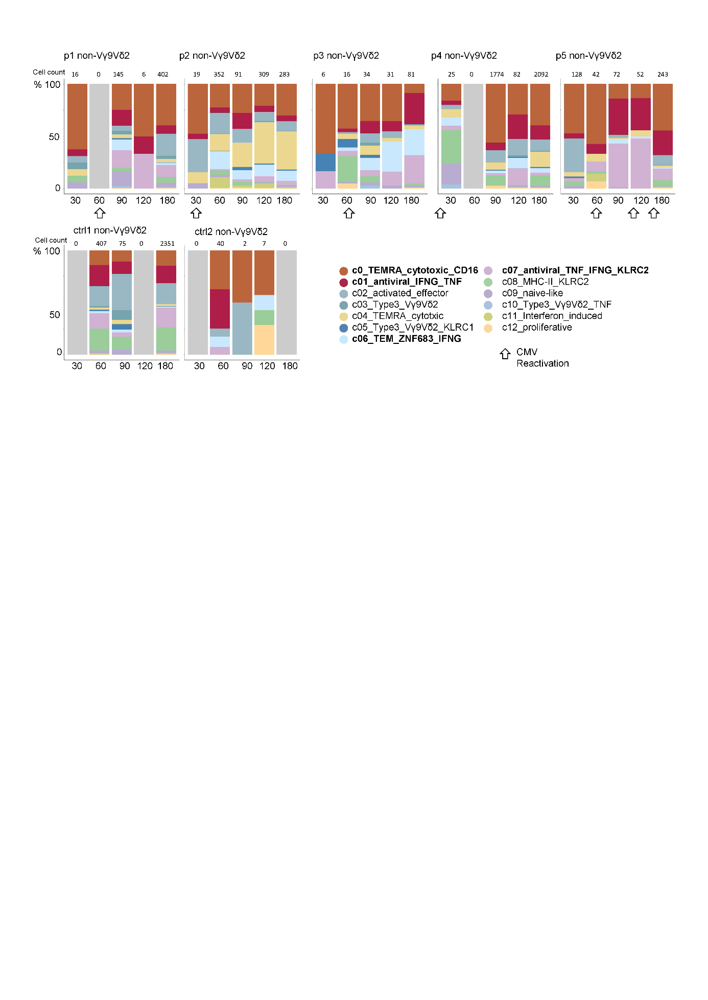 p1 non-Vγ9Vδ2 p2 non-Vγ9Vδ2 p3 non-Vγ9Vδ2 p4 non-Vγ9Vδ2 p5 non-Vγ9Vδ2
Cell count 16 0 145 6 402 19 352 91 309 283 6 16 34 31 81 25 0 1774 82 2092 128 42 72 52 243
% 100
50
0
30 60 90 120 180 30 60 90 120 180 30 60 90 120 180 30 60 90 120 180 30 60 90 120 180
ctrl1 non-Vγ9Vδ2 ctrl2 non-Vγ9Vδ2
Cell count 0 407 75 0 2351 0 40 2 7 0
% 100
50
0
30 60 90 120 180 30 60 90 120 180
c0_TEMRA_cytotoxic_CD16
c01_antiviral_IFNG_TNF
c02_activated_effector
c03_Type3_Vγ9Vδ2
c04_TEMRA_cytotxic
c05_Type3_Vγ9Vδ2_KLRC1
c06_TEM_ZNF683_IFNG
c07_antiviral_TNF_IFNG_KLRC2
c08_MHC-II_KLRC2
c09_naive-like
c10_Type3_Vγ9Vδ2_TNF
c11_Interferon_induced
c12_proliferative
CMV
Reactivation